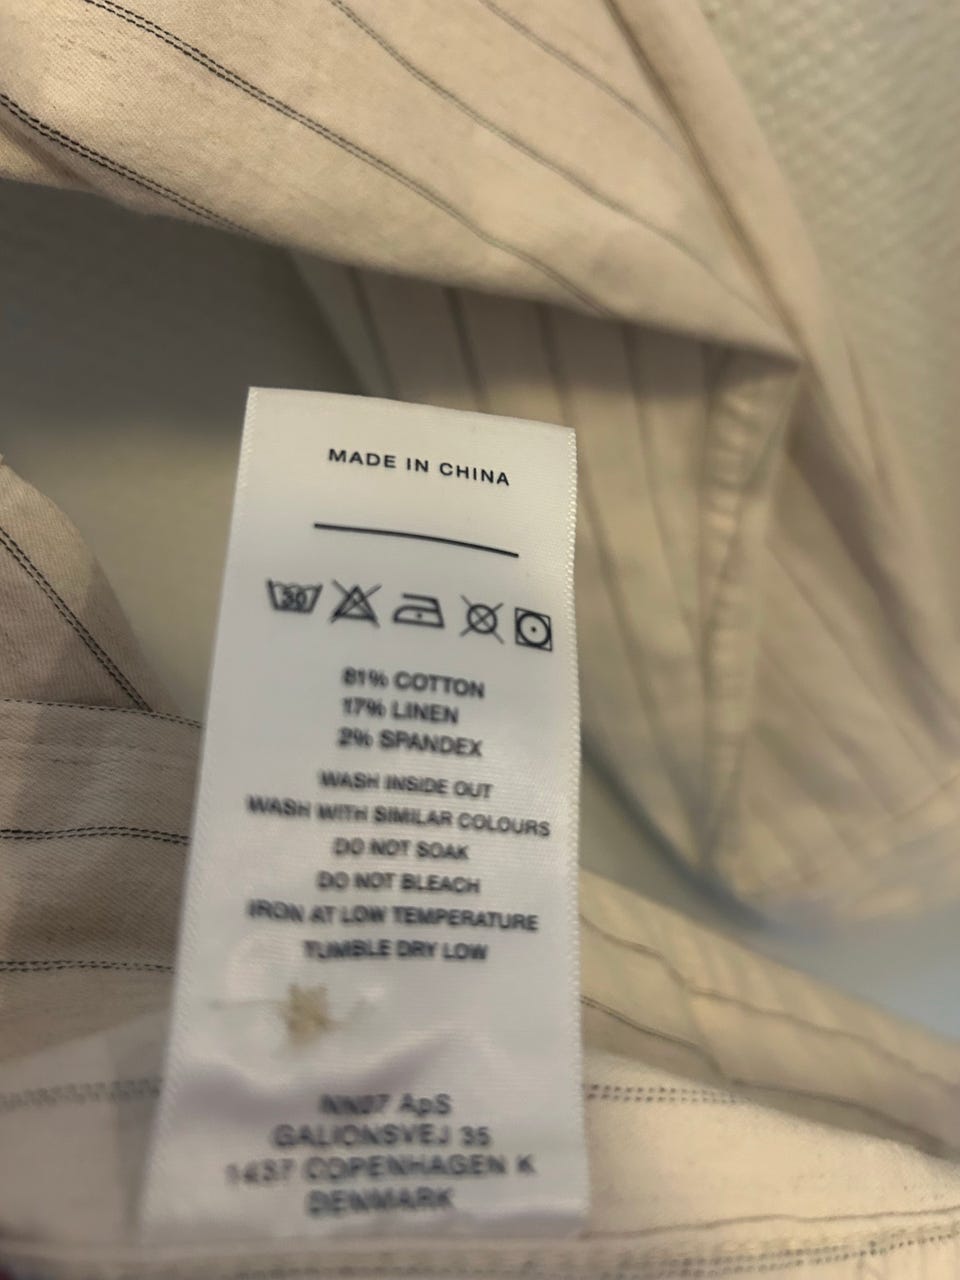 MADE IN CHINA
30
81% COTTON
17% LINEN
2% SPANDEX
WASH INSIDE OUT
WASH WITH SIMILAR COLOURS
DO NOT SOAK
DO NOT BLEACH
IRON AT LOW TEMPERATURE
TUMBLE DRY LOW
NN07 ApS
GALIONSVEJ 35
1437 COPENHAGEN K
DENMARK